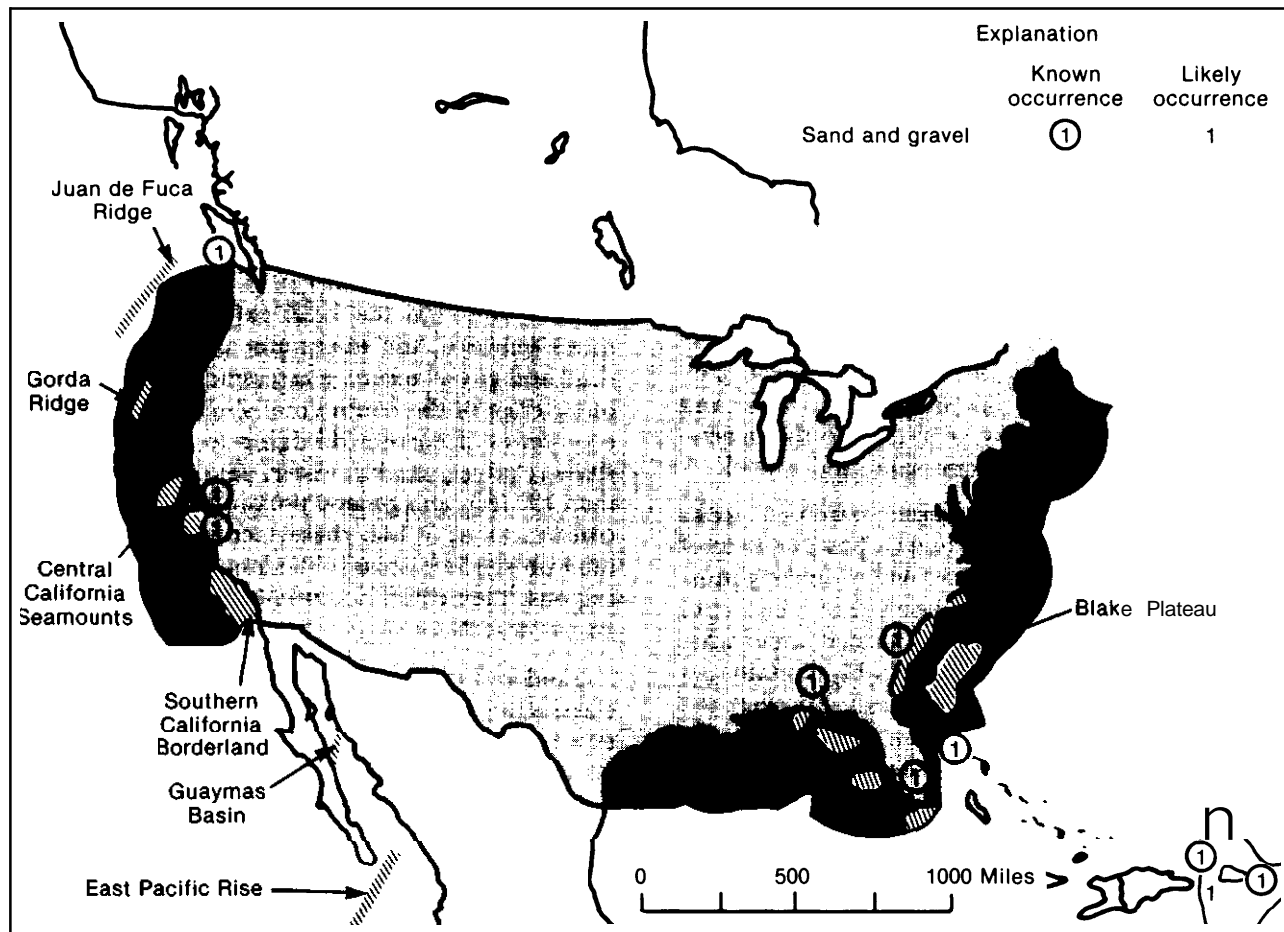 Explanation
Known
occurrence
Likely
occurrence
Sand and gravel
1
1
Juan de Fuca
Ridge
1
Gorda
Ridge
Central
California
Seamounts
Blake Plateau
1
Southern
California
Borderland
1
Guaymas
Basin
n
1
East Pacific Rise
0
500
1000 Miles
1
1